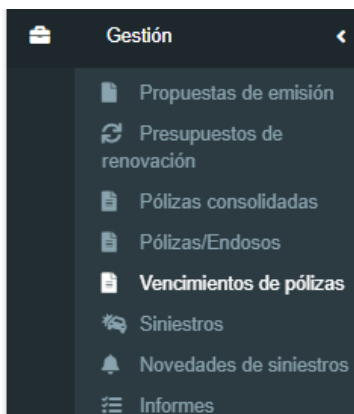 Gestión
Propuestas de emisión
Presupuestos de
renovación
Pólizas consolidadas
Pólizas/Endosos
Vencimientos de pólizas
Siniestros
Novedades de siniestros
Informes